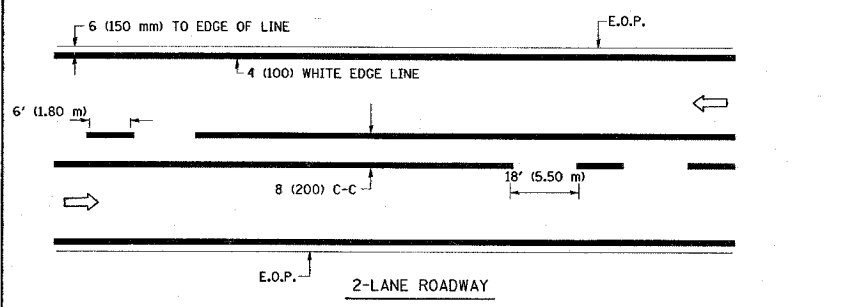 6 (150 mm) TO EDGE OF LINE
E.O.P.
4 (100) WHITE EDGE LINE
6' (1.80 m)
8 (200) C-C
18' (5.50 m)
E.O.P.
2-LANE ROADWAY